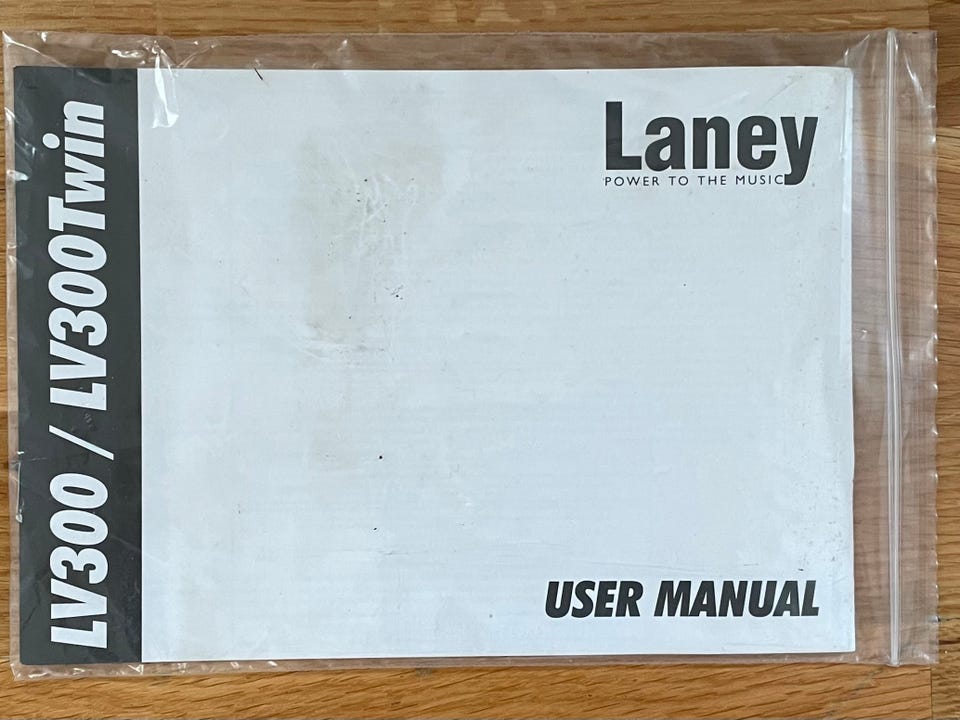 LV300 / LV300Twin
Laney
POWER TO THE MUSIC
USER MANUAL